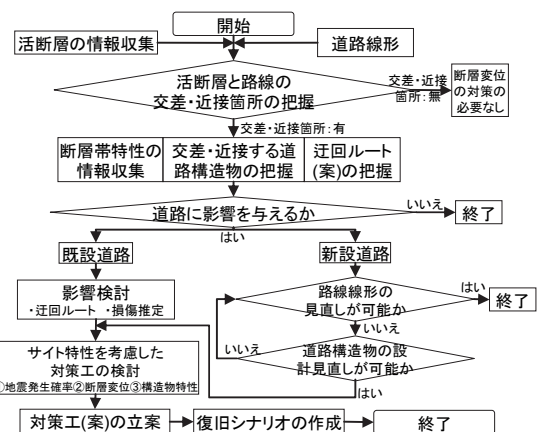 開始
活断層の情報収集
道路線形
活断層と路線の
交差・近接箇所の把握
交差・近接
箇所：無
断層変位
の対策の
必要なし
交差・近接箇所：有
断層帯特性の
情報収集
交差・近接する道
路構造物の把握
迂回ルート
(案)の把握
道路に影響を与えるか
いいえ
終了
はい
既設道路
新設道路
影響検討
・迂回ルート ・損傷推定
路線線形の
見直しが可能か
はい
終了
いいえ
サイト特性を考慮した
対策工の検討
①地震発生確率②断層変位③構造物特性
いいえ
道路構造物の設
計見直しが可能か
はい
対策工(案)の立案
復旧シナリオの作成
終了